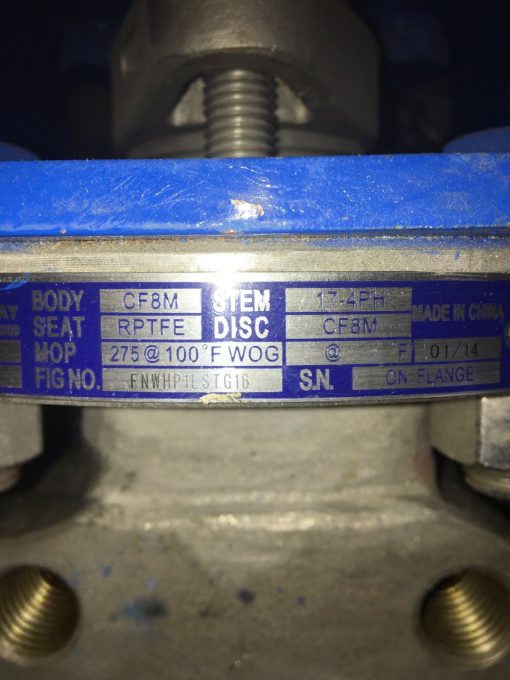 BODY CF8M STEM 17-4PH MADE IN CHINA
SEAT RPTFE DISC CF8M
MOP 275@100°F WOG @ F 01/14
FIG NO. FNWHP1LSTG16 S.N. ON FLANGE